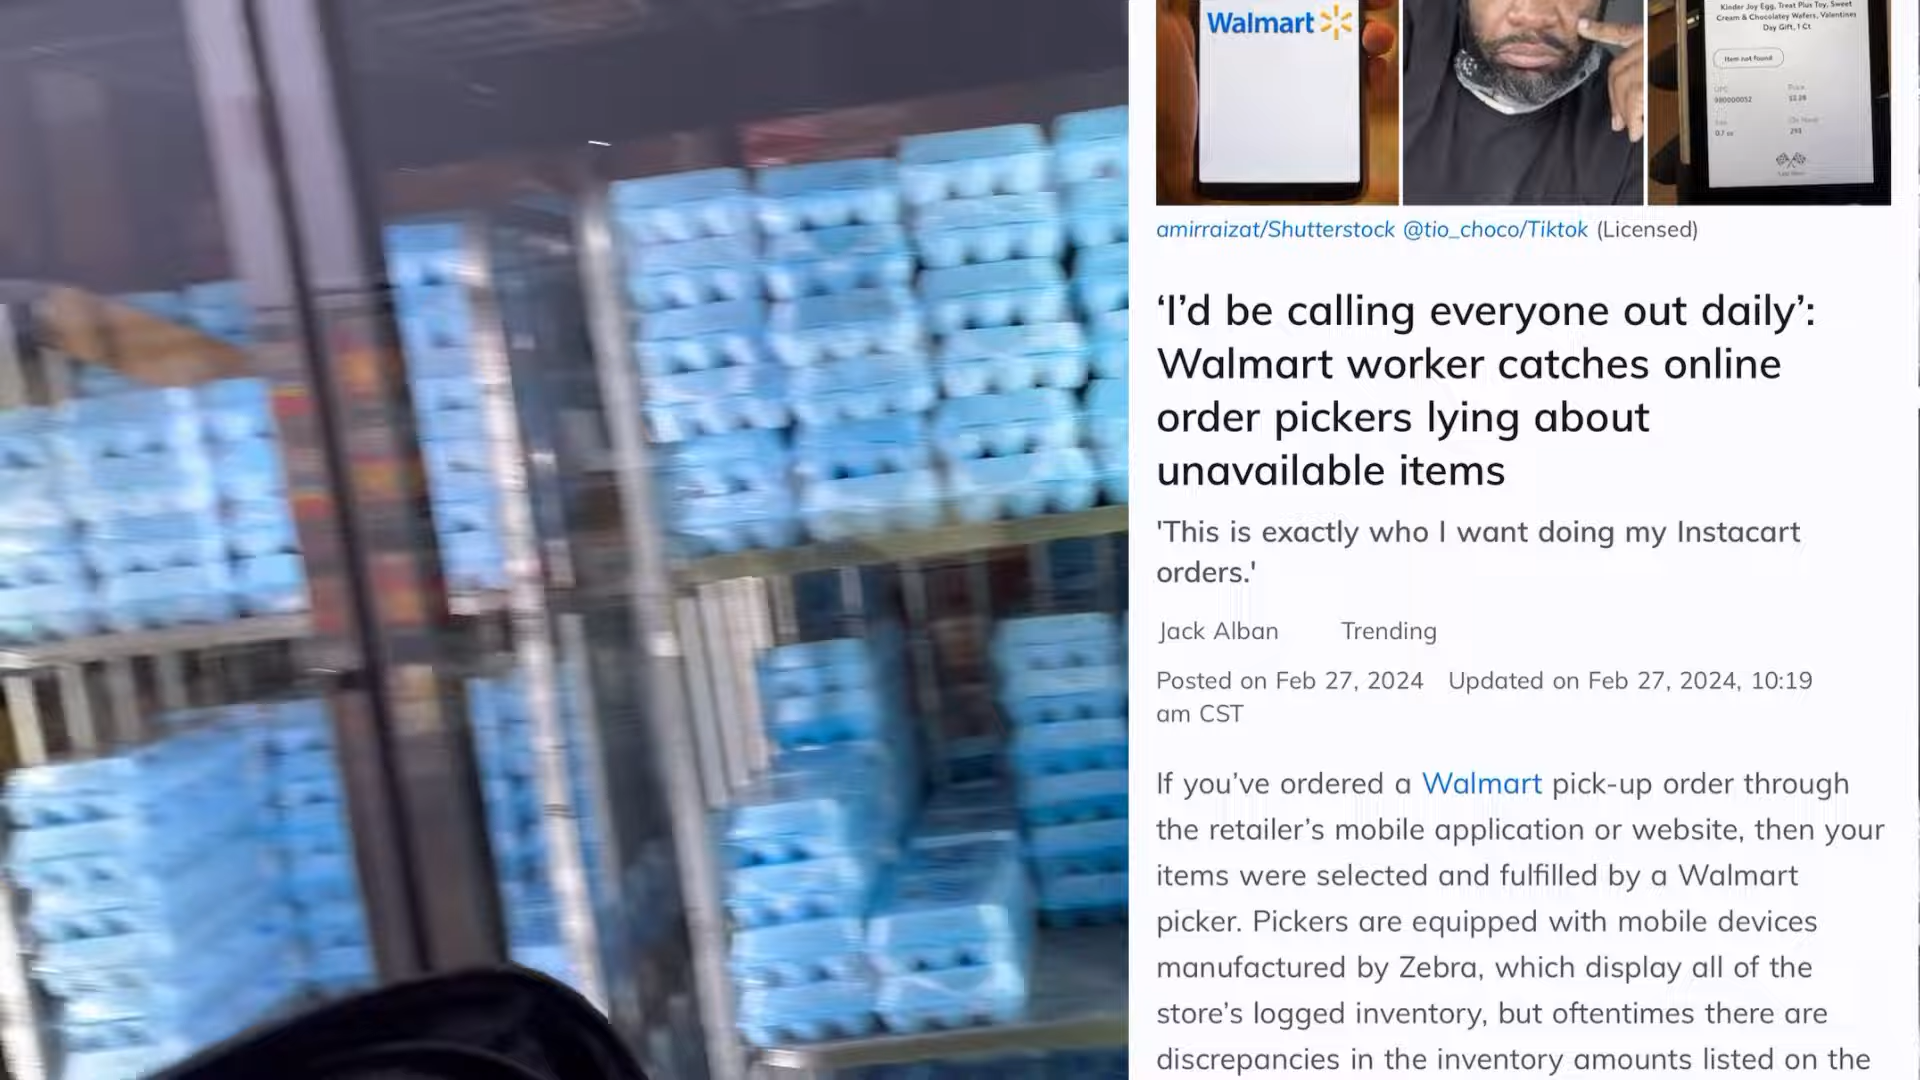 Walmart
Kinder Joy Egg, Treat Plus Toy, Sweet
Cream & Chocolatey Wafers, Valentines
Day Gift, 1 Ct
Item not found
UPC
Price
980000052
0.7 oz
amirraizat/Shutterstock @tio_choco/Tiktok (Licensed)
‘I’d be calling everyone out daily’:
Walmart worker catches online
order pickers lying about
unavailable items
'This is exactly who I want doing my Instacart
orders.'
Jack Alban Trending
Posted on Feb 27, 2024 Updated on Feb 27, 2024, 10:19
am CST
If you’ve ordered a Walmart pick-up order through
the retailer’s mobile application or website, then your
items were selected and fulfilled by a Walmart
picker. Pickers are equipped with mobile devices
manufactured by Zebra, which display all of the
store’s logged inventory, but oftentimes there are
discrepancies in the inventory amounts listed on the